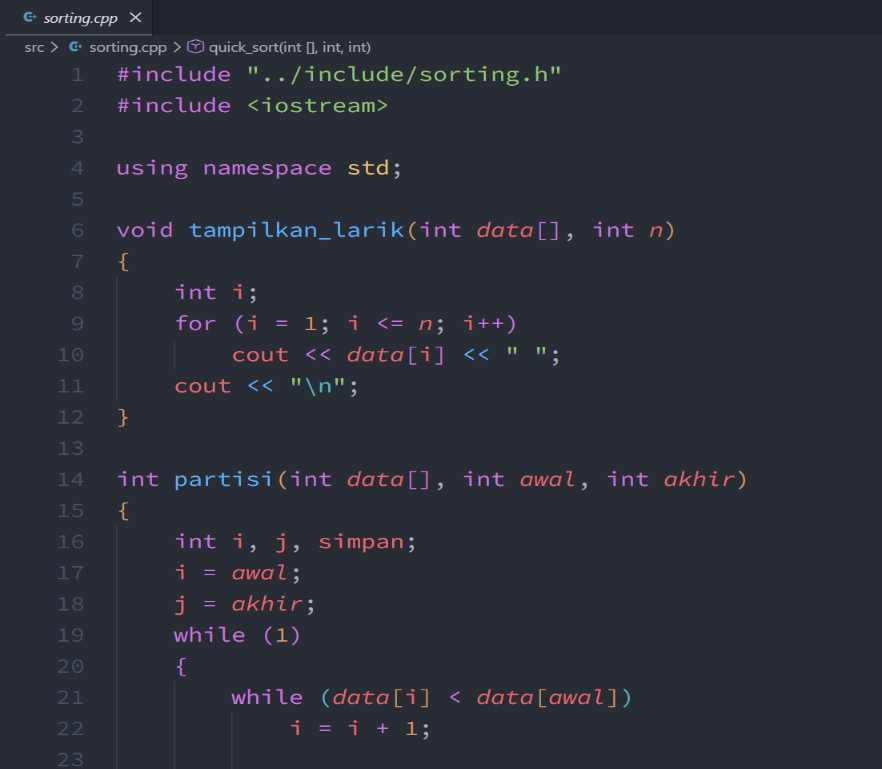 sorting.cpp
src > sorting.cpp > quick_sort(int [], int, int)
1 #include "../include/sorting.h"
2 #include <iostream>
3
4 using namespace std;
5
6 void tampilkan_larik(int data[], int n)
7 {
8     int i;
9     for (i = 1; i <= n; i++)
10         cout << data[i] << " ";
11     cout << "\n";
12 }
13
14 int partisi(int data[], int awal, int akhir)
15 {
16     int i, j, simpan;
17     i = awal;
18     j = akhir;
19     while (1)
20     {
21         while (data[i] < data[awal])
22             i = i + 1;
23